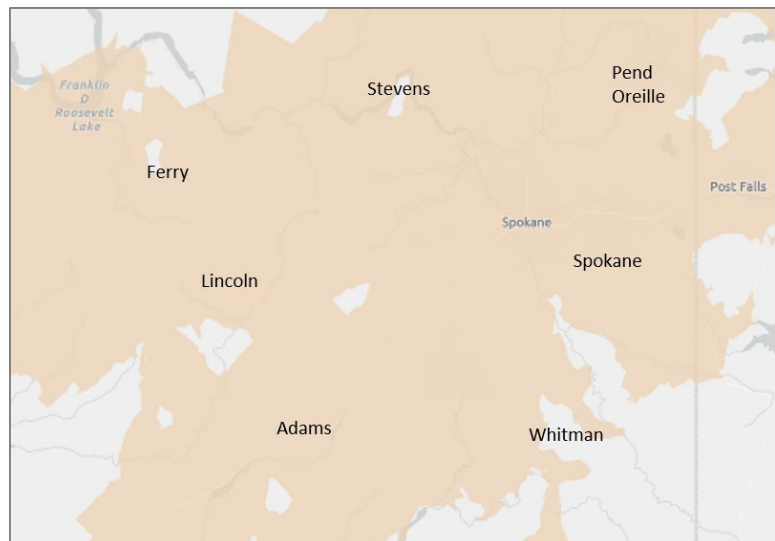 Franklin
D
Roosevelt
Lake
Stevens
Pend
Oreille
Ferry
Post Falls
Spokane
Spokane
Lincoln
Adams
Whitman